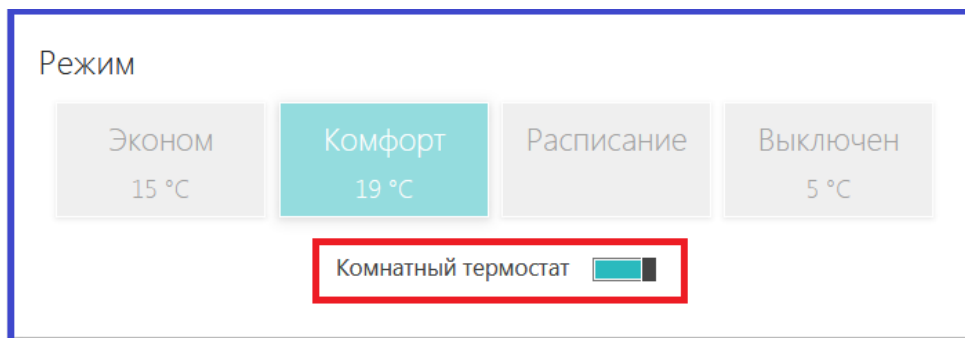 Режим
Эконом
15 °C
Комфорт
19 °C
Расписание
Выключен
5 °C
Комнатный термостат